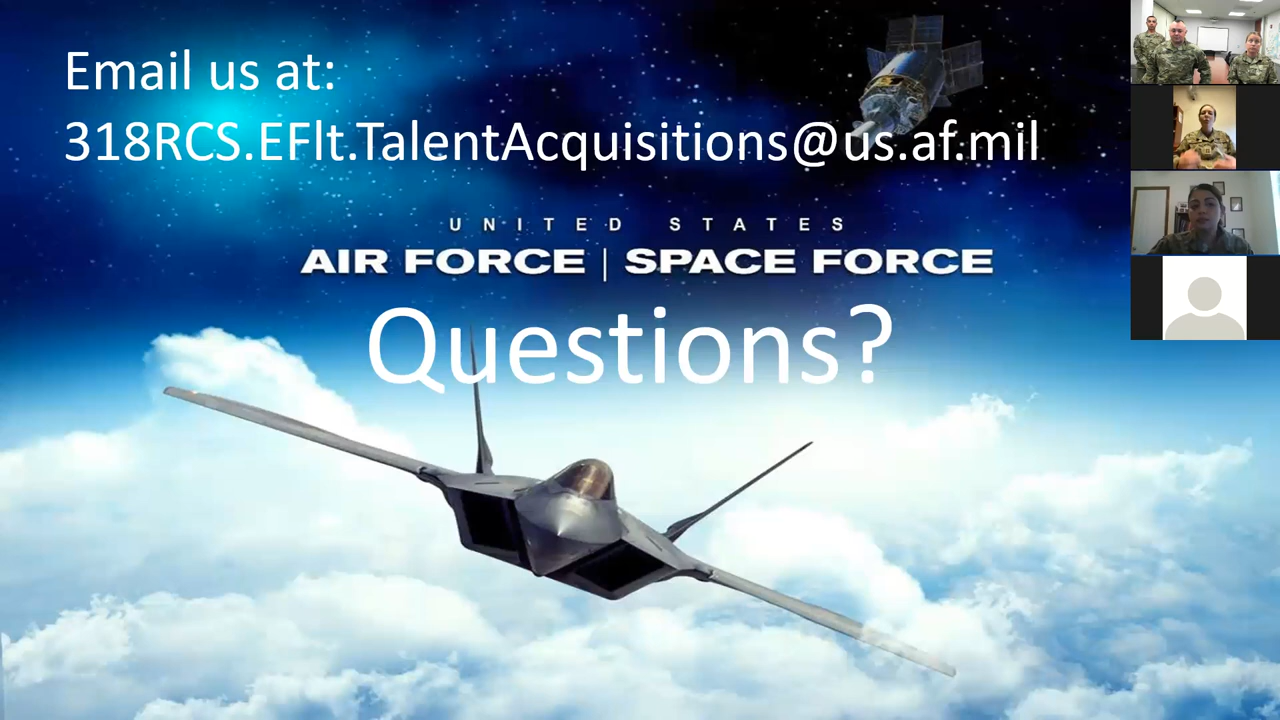 Email us at:
318RCS.EFlt.TalentAcquisitions@us.af.mil
UNITED STATES
AIR FORCE | SPACE FORCE
Questions?